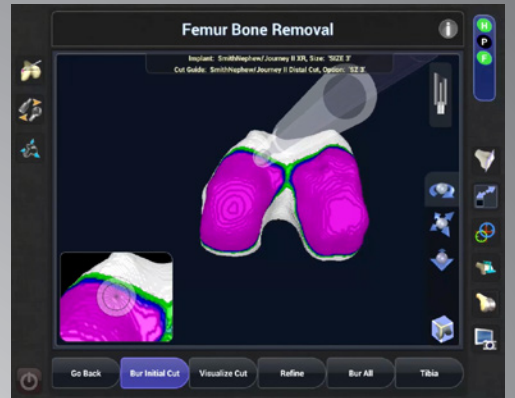 Femur Bone Removal
i
H
P
F
Implant: SmithNephew/Journey II XR, Size: 'SIZE 3'
Cut Guide: SmithNephew/Journey II Distal Cut, Option: 'SZ 3'
Go Back
Bur Initial Cut
Visualize Cut
Refine
Bur All
Tibia